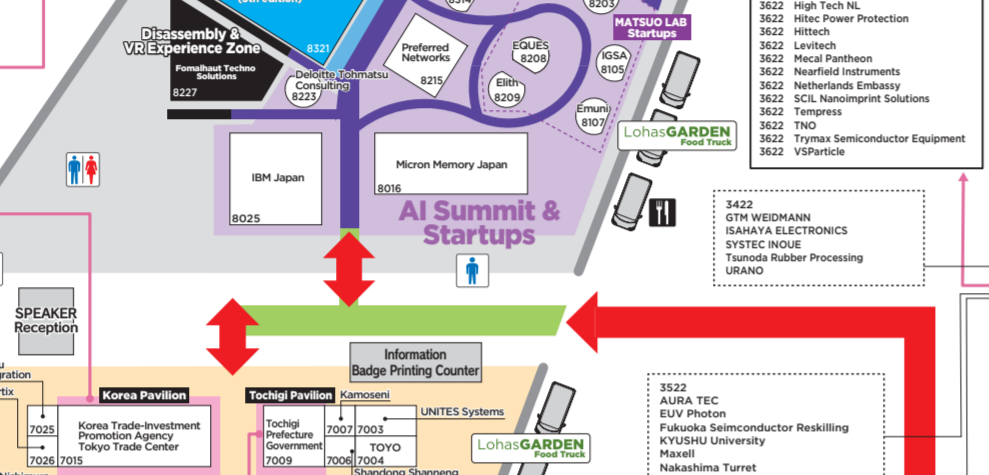 (5th edition)
8321
8314
8203
MATSUO LAB
Startups
Disassembly &
VR Experience Zone
Fomalhaut Techno
Solutions
8227
Deloitte Tohmatsu
Consulting
8223
Preferred
Networks
8215
EQUES
8208
IGSA
8105
Elith
8209
Emuni
8107
LohasGARDEN
Food Truck
IBM Japan
8025
Micron Memory Japan
8016
AI Summit &
Startups
3622 High Tech NL
3622 Hitec Power Protection
3622 Hittech
3622 Levitech
3622 Mecal Pantheon
3622 Nearfield Instruments
3622 Netherlands Embassy
3622 SCIL Nanoimprint Solutions
3622 Tempress
3622 TNO
3622 Trymax Semiconductor Equipment
3622 VSParticle
3422
GTM WEIDMANN
ISAHAYA ELECTRONICS
SYSTEC INOUE
Tsunoda Rubber Processing
URANO
SPEAKER
Reception
Information
Badge Printing Counter
Korea Pavilion
7025
7026
Korea Trade-Investment
Promotion Agency
Tokyo Trade Center
7015
Tochigi Pavilion
Kamoseni
Tochigi
Prefecture
Government
7009
7007
7003
UNITES Systems
7006
TOYO
7004
LohasGARDEN
Food Truck
3522
AURA TEC
EUV Photon
Fukuoka Seimconductor Reskilling
KYUSHU University
Maxell
Nakashima Turret